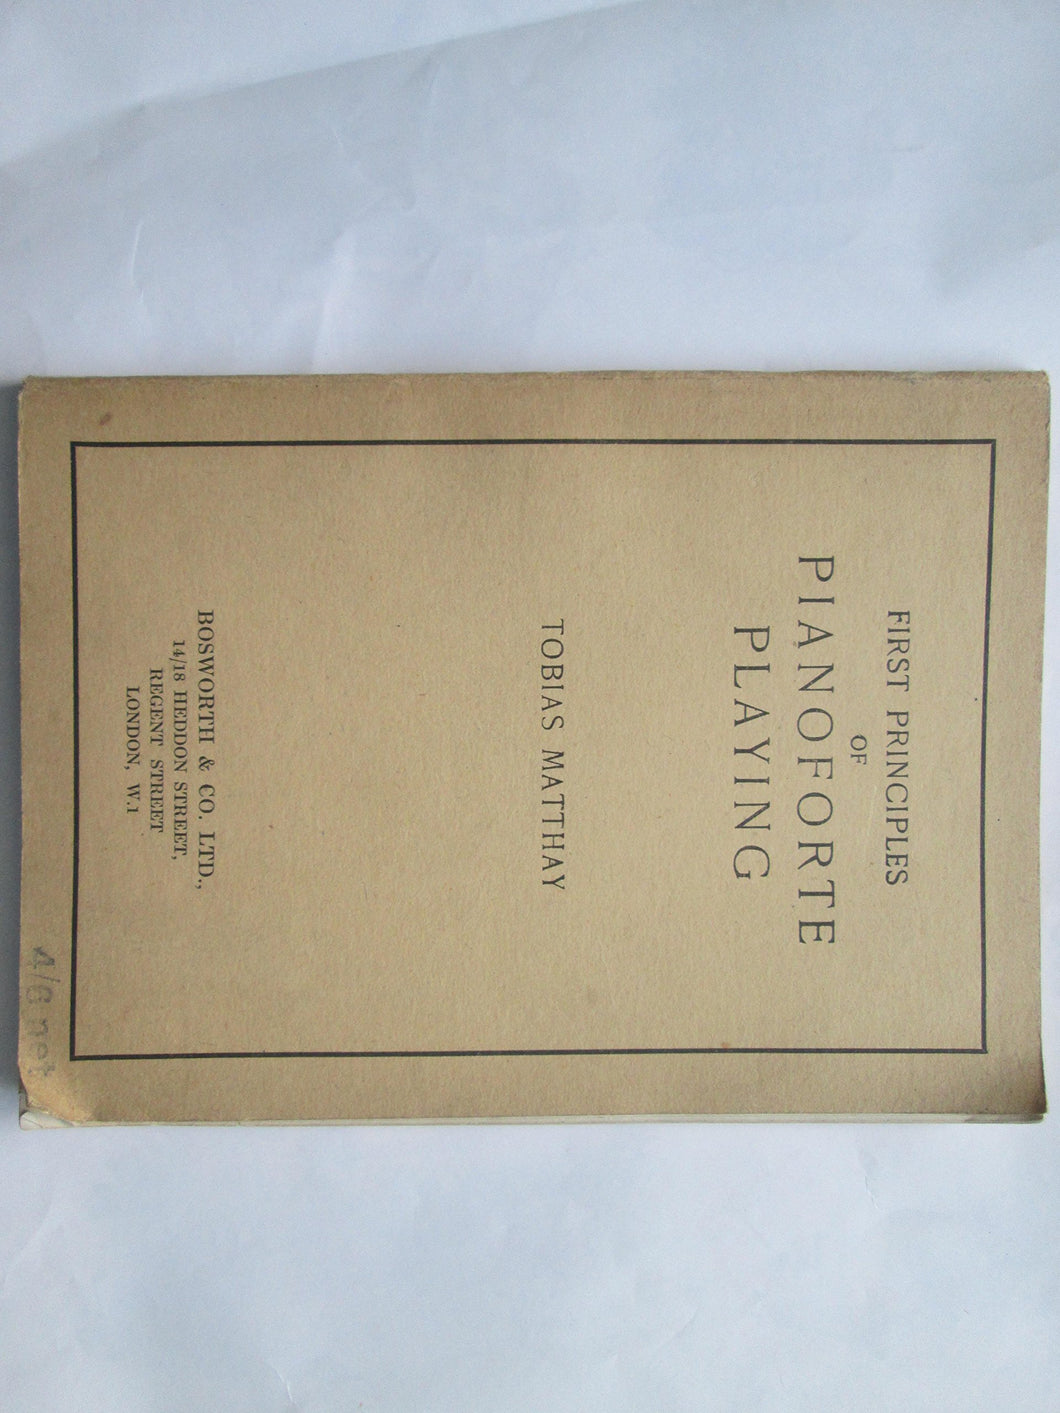 FIRST PRINCIPLES
OF
PIANOFORTE
PLAYING
TOBIAS MATTHAY
BOSWORTH & CO. LTD.,
14/18 HEDDON STREET,
REGENT STREET
LONDON, W.1
4/6 net